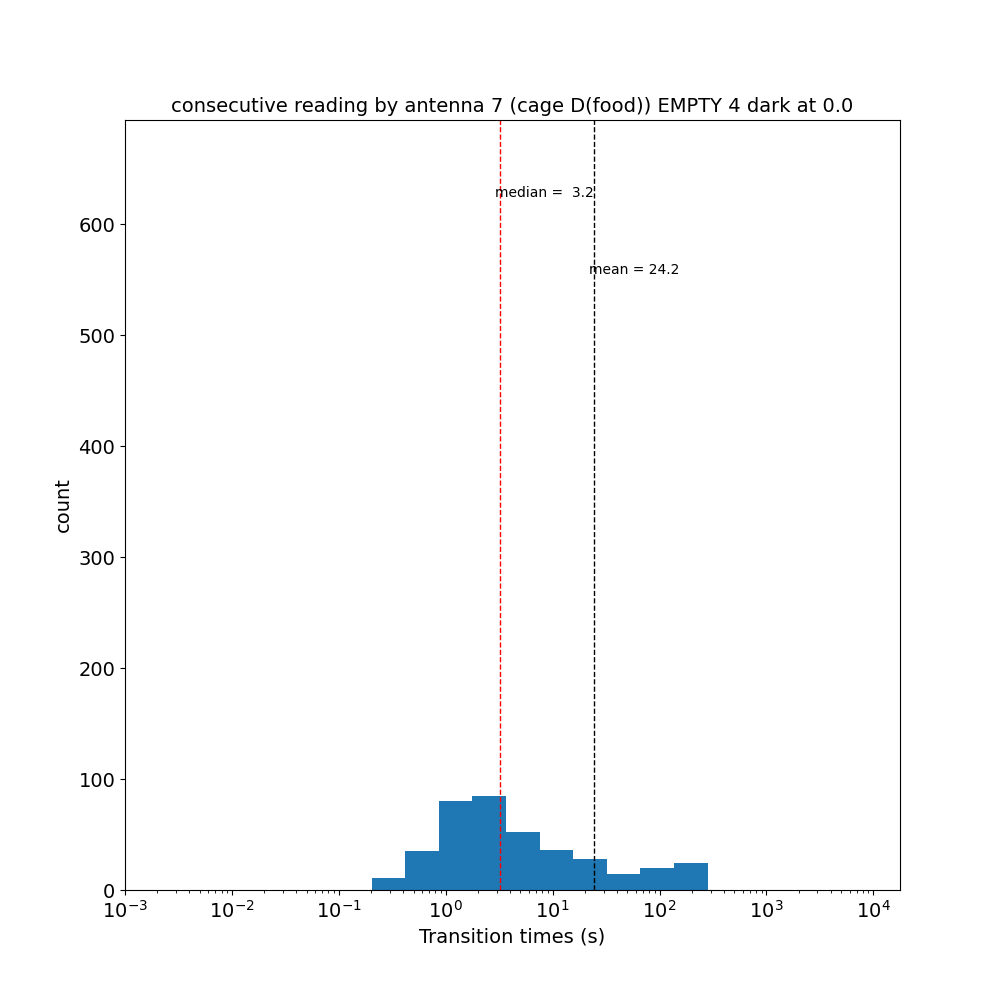 consecutive reading by antenna 7 (cage D(food)) EMPTY 4 dark at 0.0
median =  3.2
mean = 24.2
600
500
400
300
200
100
0
count
10⁻³ 10⁻² 10⁻¹ 10⁰ 10¹ 10² 10³ 10⁴
Transition times (s)